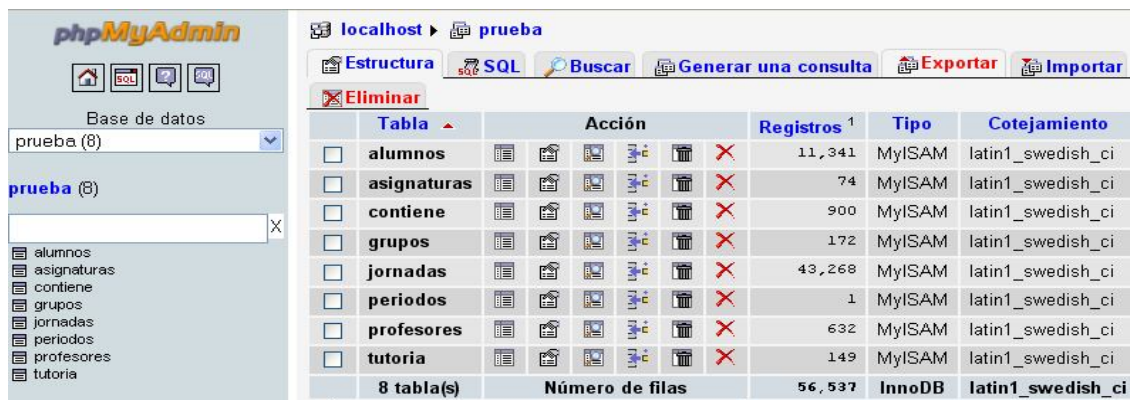 phpMyAdmin
SQL
SQL
Base de datos
prueba (8)
prueba (8)
X
alumnos
asignaturas
contiene
grupos
jornadas
periodos
profesores
tutoria
localhost prueba
Estructura SQL Buscar Generar una consulta Exportar Importar
Eliminar
Tabla Acción Registros 1 Tipo Cotejamiento
alumnos 11,341 MyISAM latin1_swedish_ci
asignaturas 74 MyISAM latin1_swedish_ci
contiene 900 MyISAM latin1_swedish_ci
grupos 172 MyISAM latin1_swedish_ci
jornadas 43,268 MyISAM latin1_swedish_ci
periodos 1 MyISAM latin1_swedish_ci
profesores 632 MyISAM latin1_swedish_ci
tutoria 149 MyISAM latin1_swedish_ci
8 tabla(s) Número de filas 56,537 InnoDB latin1_swedish_ci